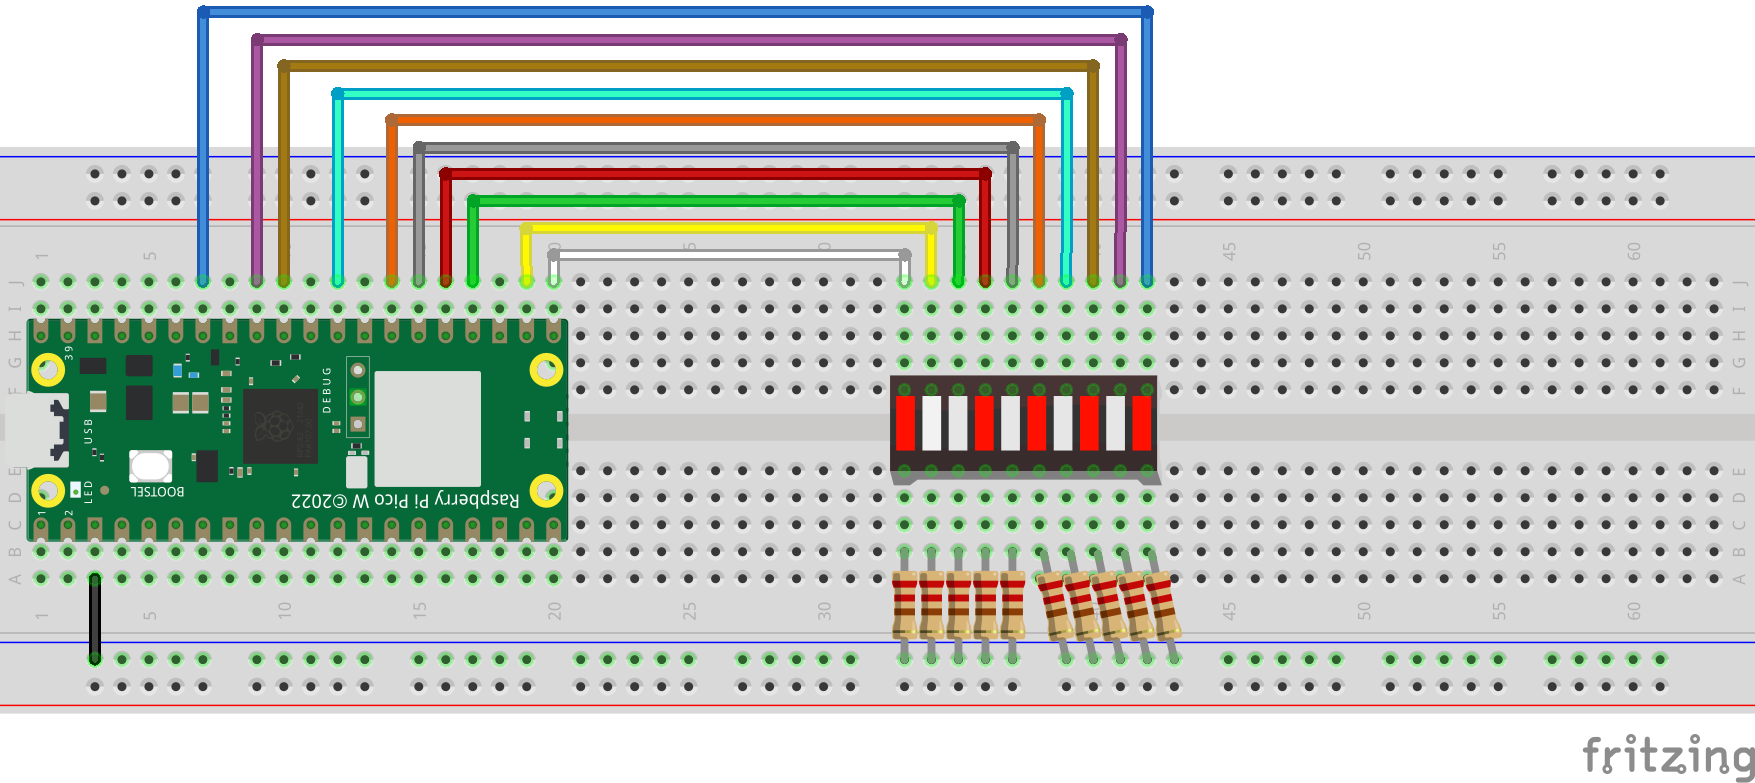 1 5 20 45 50 55 60
J J
I I
H H
G G
F F
39
DEBUG
USB
LED
BOOTSEL
Raspberry Pi Pico W ©2022
1
2
E E
D D
C C
B B
A A
1 5 10 15 20 25 30 45 50 55 60
fritzing